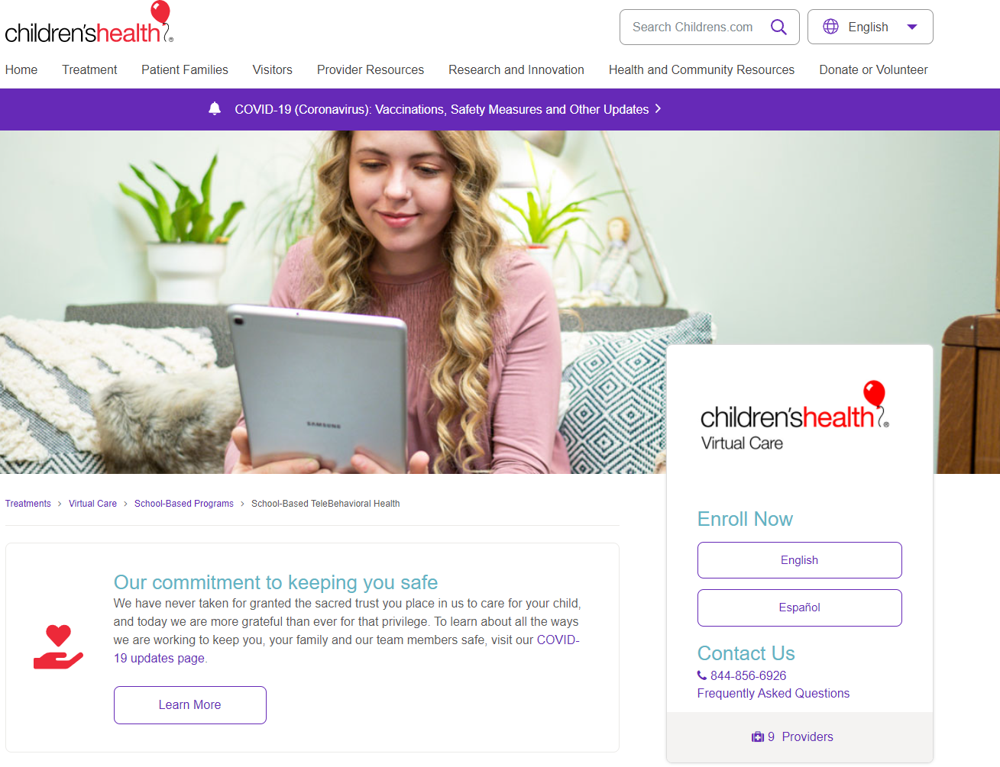 children'shealth®
Search Childrens.com
English
Home Treatment Patient Families Visitors Provider Resources Research and Innovation Health and Community Resources Donate or Volunteer
COVID-19 (Coronavirus): Vaccinations, Safety Measures and Other Updates
SAMSUNG
children'shealth®
Virtual Care
Treatments > Virtual Care > School-Based Programs > School-Based TeleBehavioral Health
Our commitment to keeping you safe
We have never taken for granted the sacred trust you place in us to care for your child,
and today we are more grateful than ever for that privilege. To learn about all the ways
we are working to keep you, your family and our team members safe, visit our COVID-
19 updates page.
Learn More
Enroll Now
English
Español
Contact Us
844-856-6926
Frequently Asked Questions
9 Providers